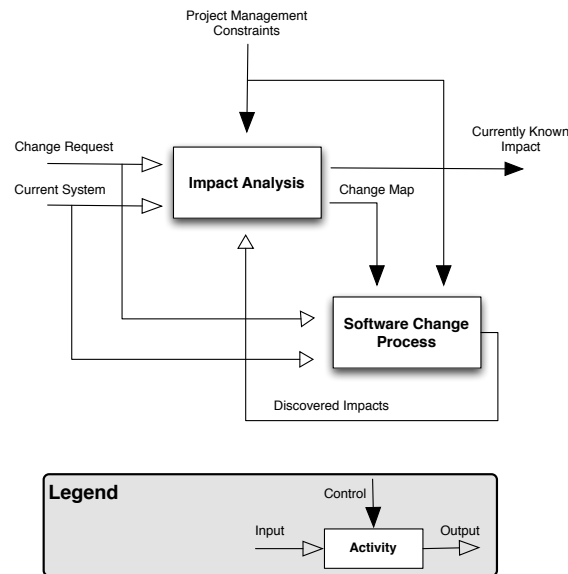 Project Management
Constraints
Change Request
Currently Known
Impact
Impact Analysis
Current System
Change Map
Software Change
Process
Discovered Impacts
Legend
Control
Input
Output
Activity